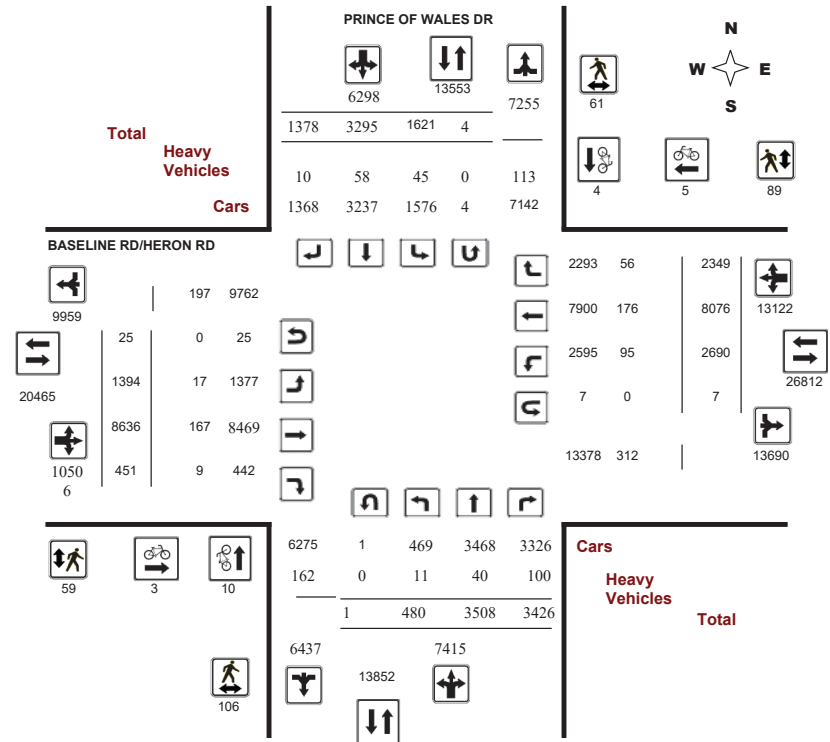 PRINCE OF WALES DR
N
W E
S
6298
13553
7255
61
1378 3295 1621 4
Total
Heavy
Vehicles
10 58 45 0 113
Cars
1368 3237 1576 4 7142
4 5 89
BASELINE RD/HERON RD
9959
197 9762
2293 56 2349
7900 176 8076
13122
25 0 25
20465
2595 95 2690
26812
1394 17 1377
7 0 7
8636 167 8469
13378 312
13690
1050
6
451 9 442
6275 1 469 3468 3326
Cars
162 0 11 40 100
Heavy
Vehicles
59 3 10
1 480 3508 3426
Total
6437
13852
7415
106